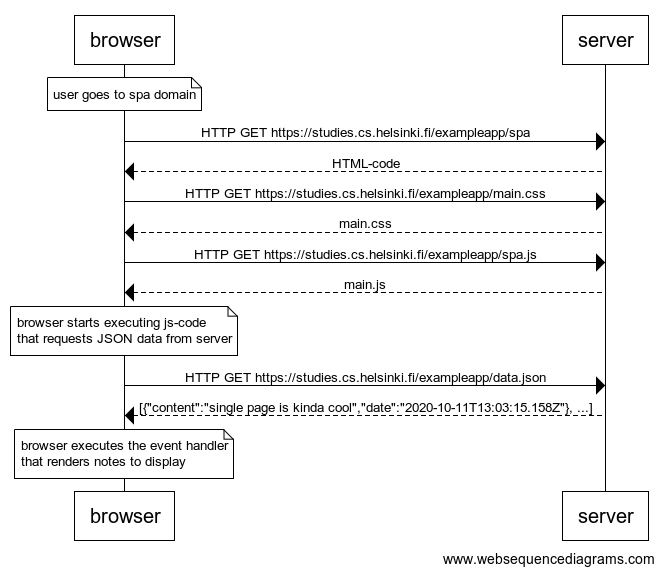 browser
server
user goes to spa domain
HTTP GET https://studies.cs.helsinki.fi/exampleapp/spa
HTML-code
HTTP GET https://studies.cs.helsinki.fi/exampleapp/main.css
main.css
HTTP GET https://studies.cs.helsinki.fi/exampleapp/spa.js
main.js
browser starts executing js-code
that requests JSON data from server
HTTP GET https://studies.cs.helsinki.fi/exampleapp/data.json
[{"content":"single page is kinda cool","date":"2020-10-11T13:03:15.158Z"}, ...]
browser executes the event handler
that renders notes to display
browser
server
www.websequencediagrams.com